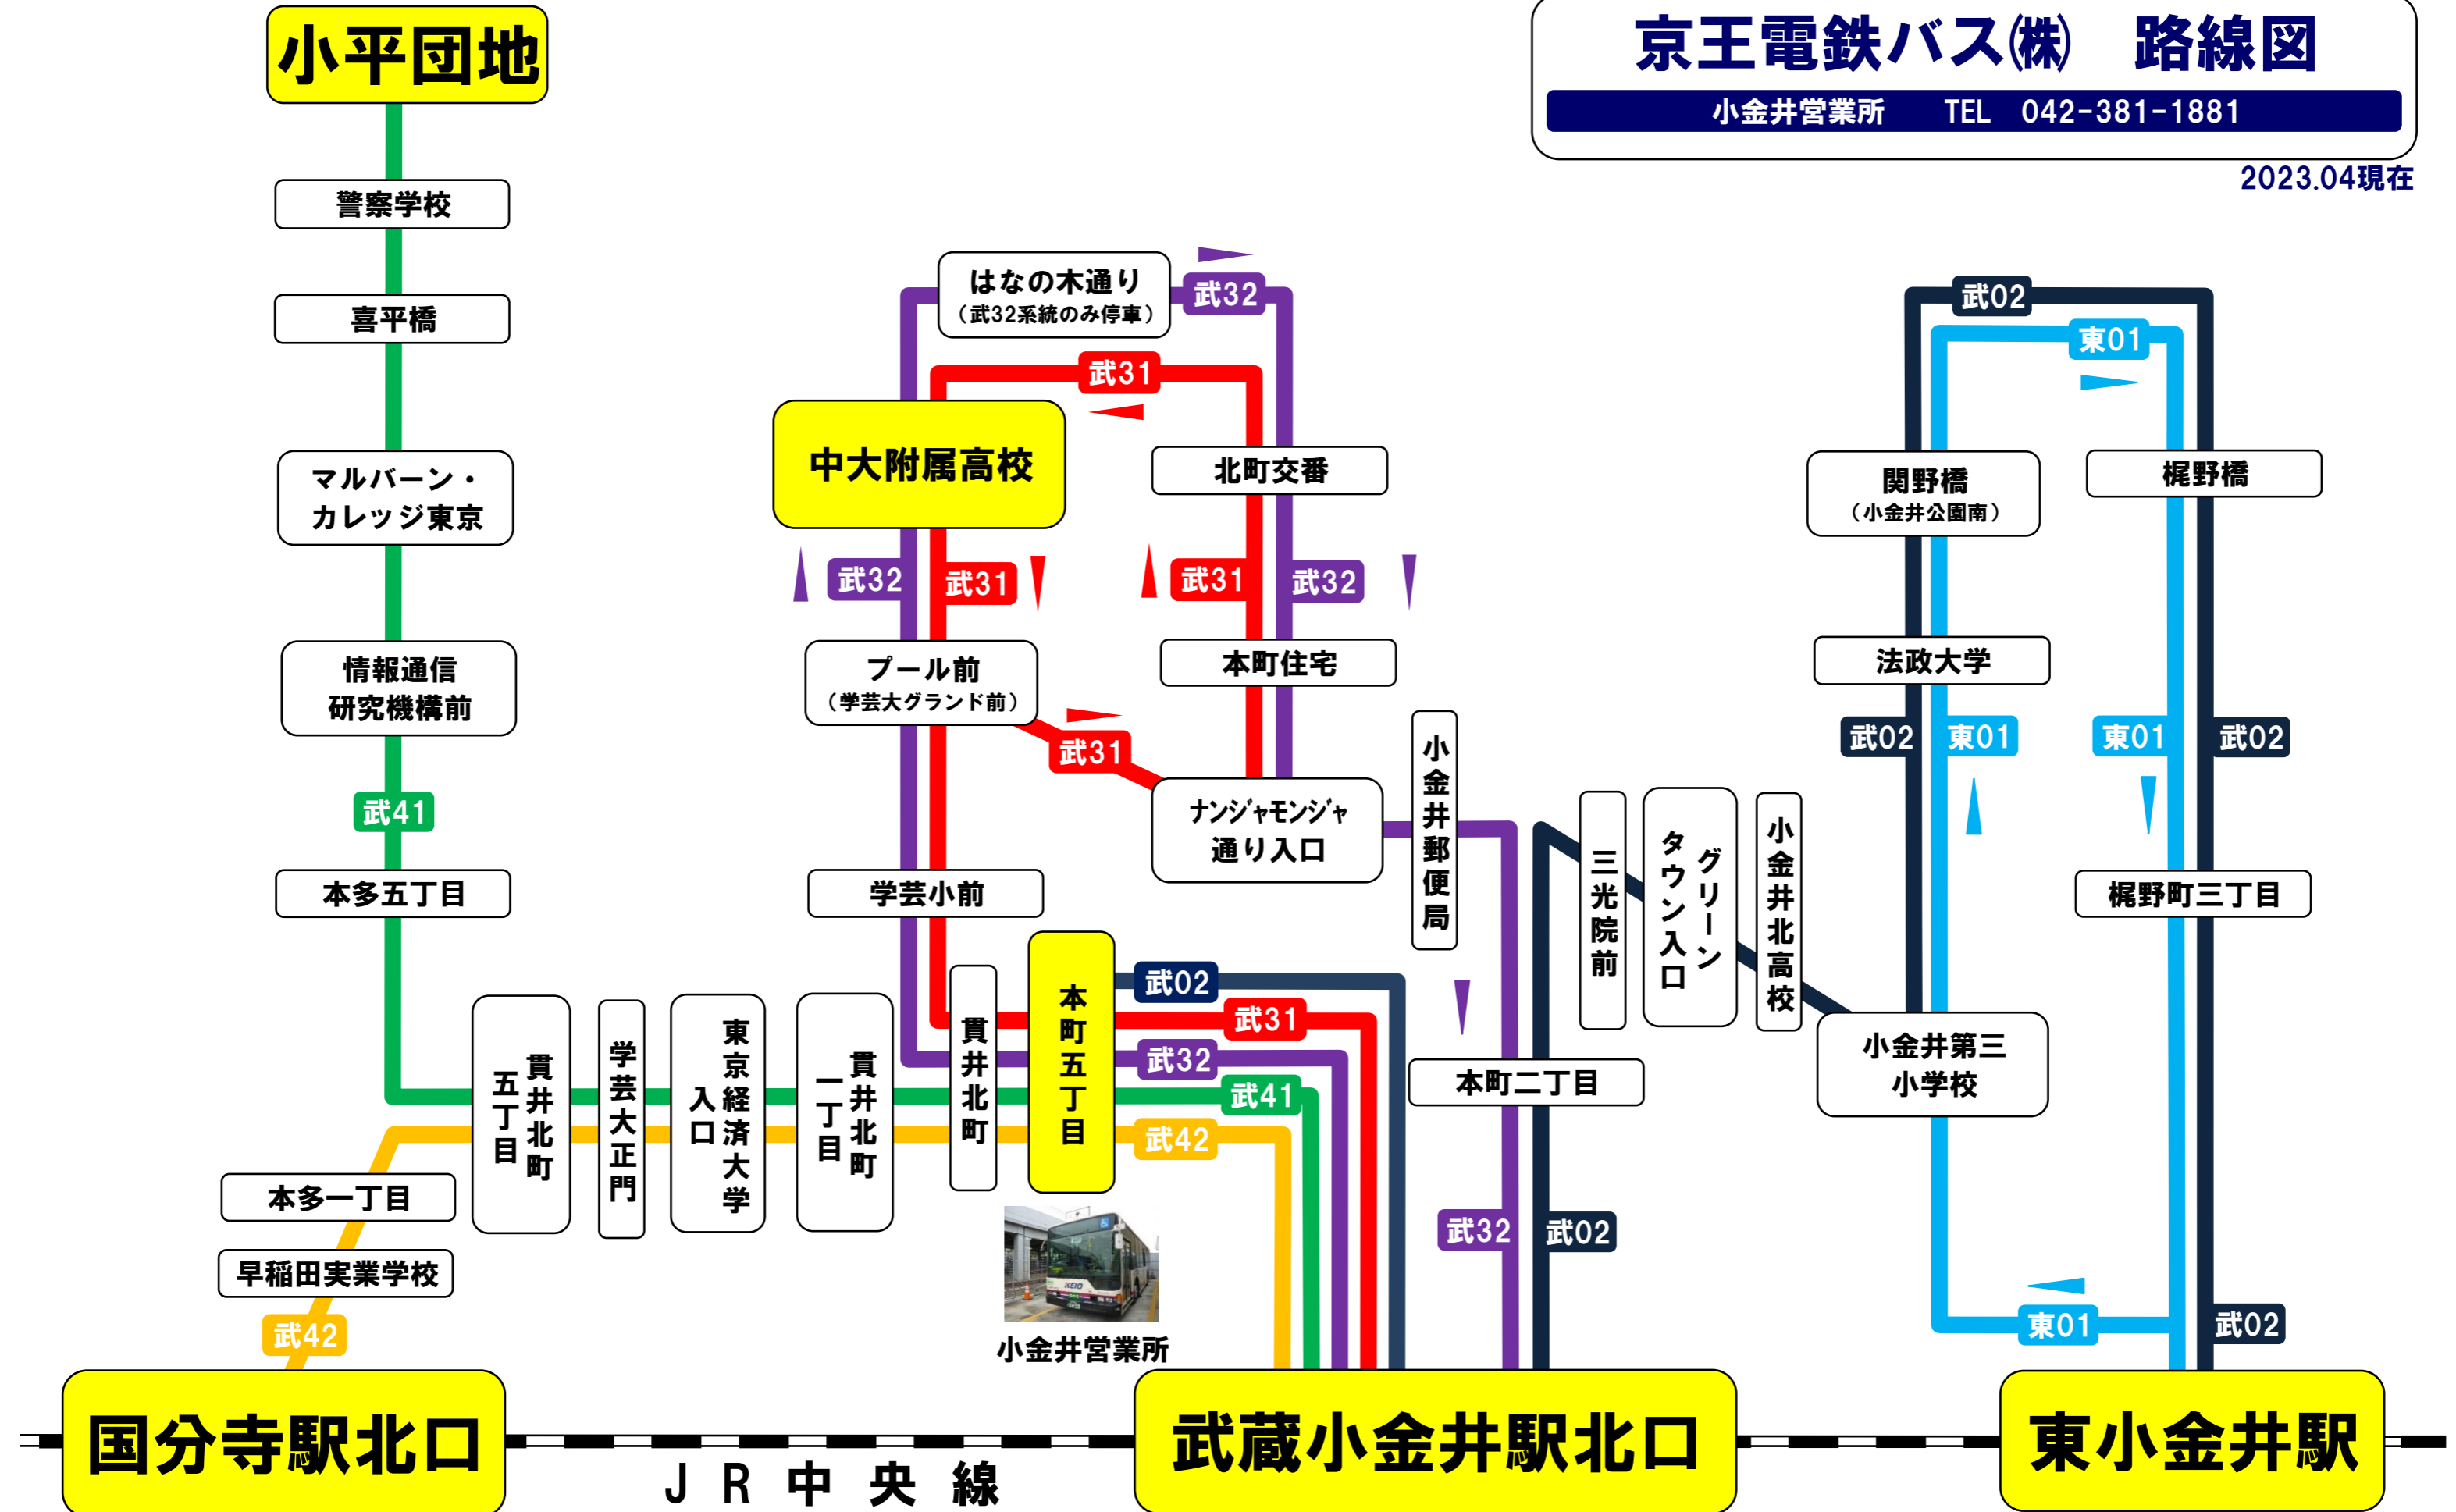 京王電鉄バス㈱　路線図
小金井営業所　TEL　042-381-1881
2023.04現在
小平団地
警察学校
喜平橋
マルバーン・
カレッジ東京
情報通信
研究機構前
武41
本多五丁目
はなの木通り
（武32系統のみ停車）
武32
武31
中大附属高校
北町交番
武32
武31
武31
武32
プール前
（学芸大グランド前）
本町住宅
武31
ナンジャモンジャ
通り入口
学芸小前
小金井郵便局
三光院前
グリーン
タウン入口
小金井北高校
武02
東01
関野橋
（小金井公園南）
梶野橋
法政大学
武02
東01
東01
武02
梶野町三丁目
小金井第三
小学校
貫井北町
五丁目
学芸大正門
東京経済大学
入口
貫井北町
一丁目
貫井北町
本町五丁目
武02
武31
武32
武41
武42
本町二丁目
武32
武02
本多一丁目
早稲田実業学校
武42
KEIO
小金井営業所
東01
武02
国分寺駅北口
武蔵小金井駅北口
東小金井駅
JR中央線